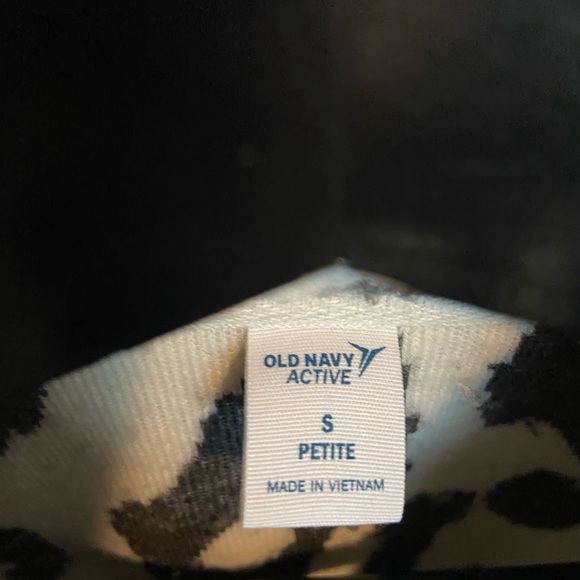 OLD NAVY
ACTIVE
S
PETITE
MADE IN VIETNAM